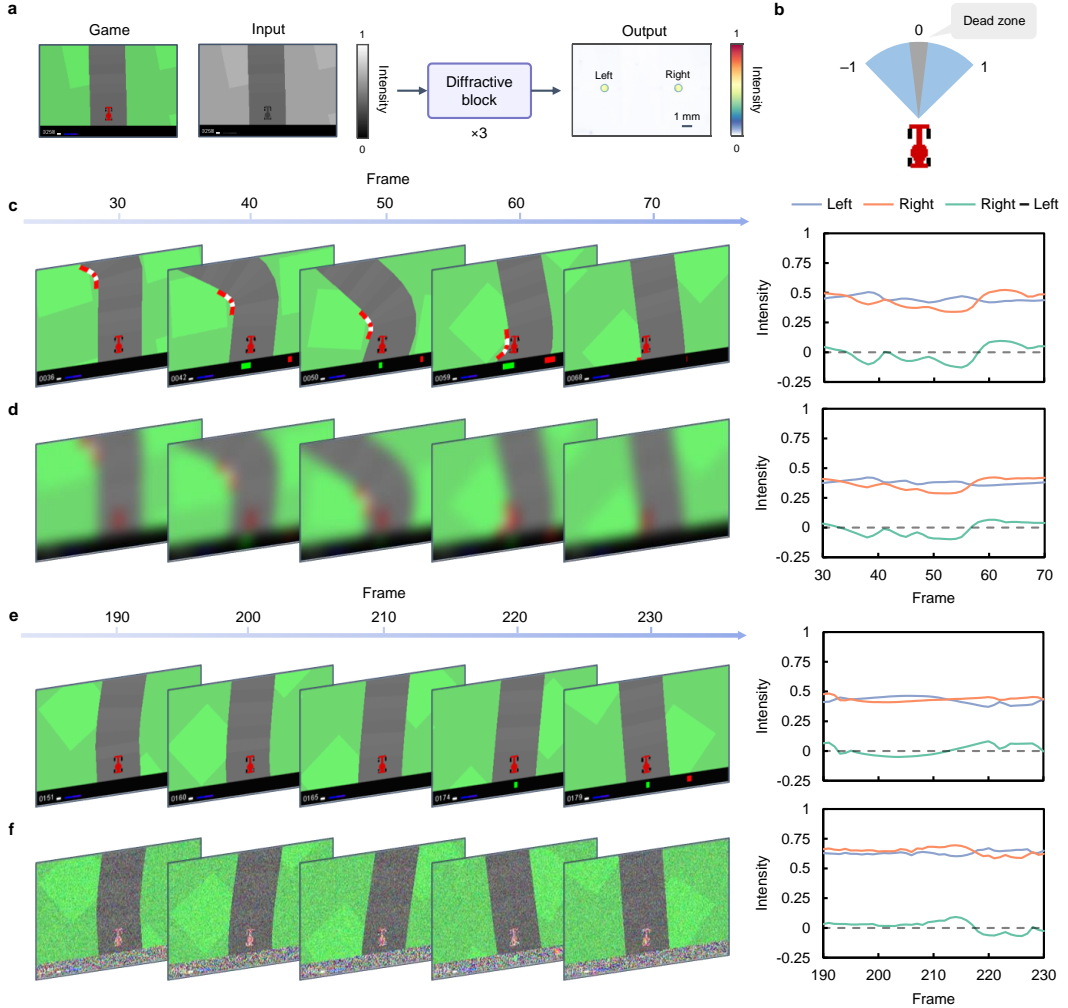 a
Game
Input
Output
1
Intensity
0
Diffractive
block
×3
Left
Right
1 mm
1
Intensity
0
3258
b
Dead zone
0
–1
1
Frame
30
40
50
60
70
c
0036
0042
0050
0059
0068
Left
Right
Right – Left
1
0.75
0.5
0.25
0
-0.25
Intensity
d
1
0.75
0.5
0.25
0
-0.25
Intensity
30
40
50
60
70
Frame
Frame
190
200
210
220
230
e
0151
0160
0165
0174
0179
1
0.75
0.5
0.25
0
-0.25
Intensity
f
1
0.75
0.5
0.25
0
-0.25
Intensity
190
200
210
220
230
Frame